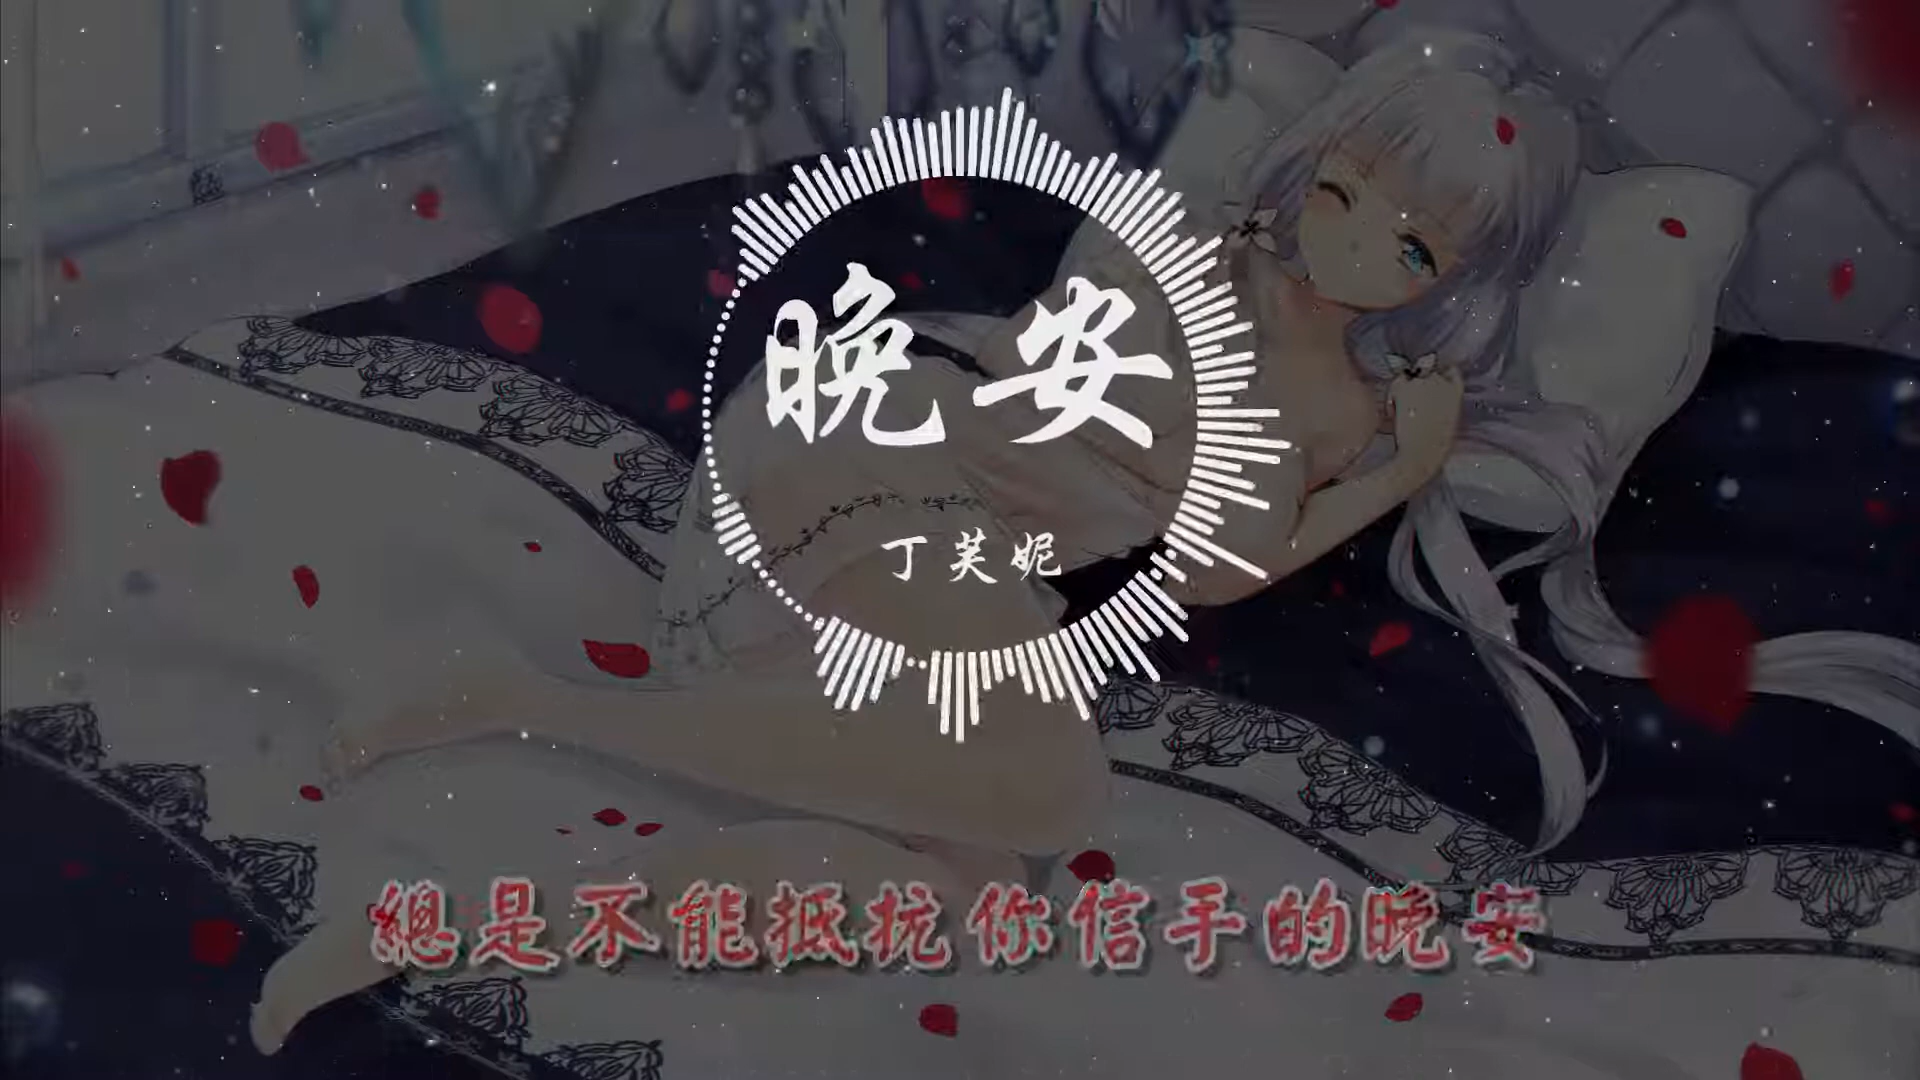 晚安
丁芙妮
總是不能抵抗你信手的晚安